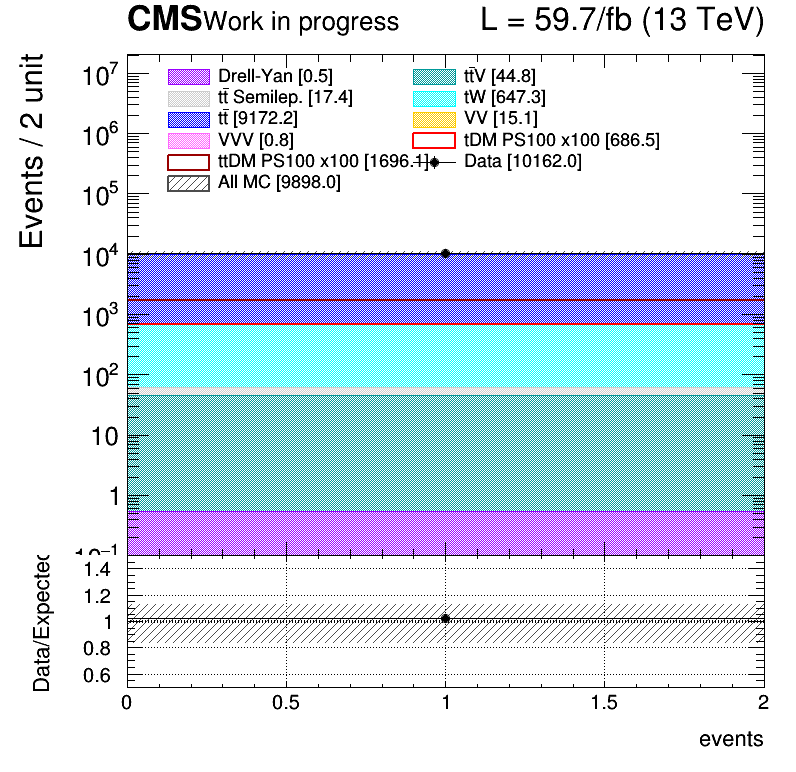 CMS Work in progress L = 59.7/fb (13 TeV)
Events / 2 unit
Drell-Yan [0.5] tt̄V [44.8]
tt̄ Semilep. [17.4] tW [647.3]
tt̄ [9172.2] VV [15.1]
VVV [0.8] tDM PS100 x100 [686.5]
ttDM PS100 x100 [1696.1] Data [10162.0]
All MC [9898.0]
10⁷
10⁶
10⁵
10⁴
10³
10²
10
1
10⁻¹
Data/Expected
1.4
1.2
1
0.8
0.6
0 0.5 1 1.5 2
events